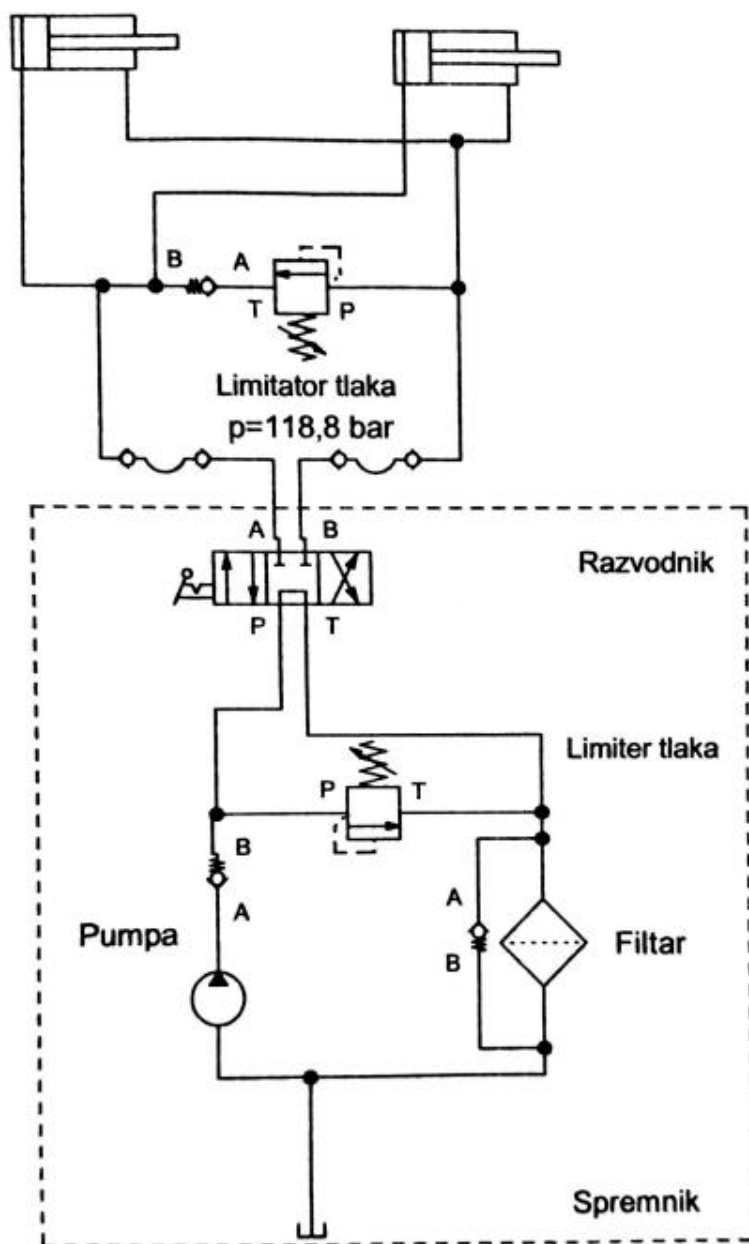 B A
T P
Limitator tlaka
p=118,8 bar
A B
Razvodnik
P T
Limiter tlaka
P T
B
A
A
Pumpa
B
Filtar
Spremnik